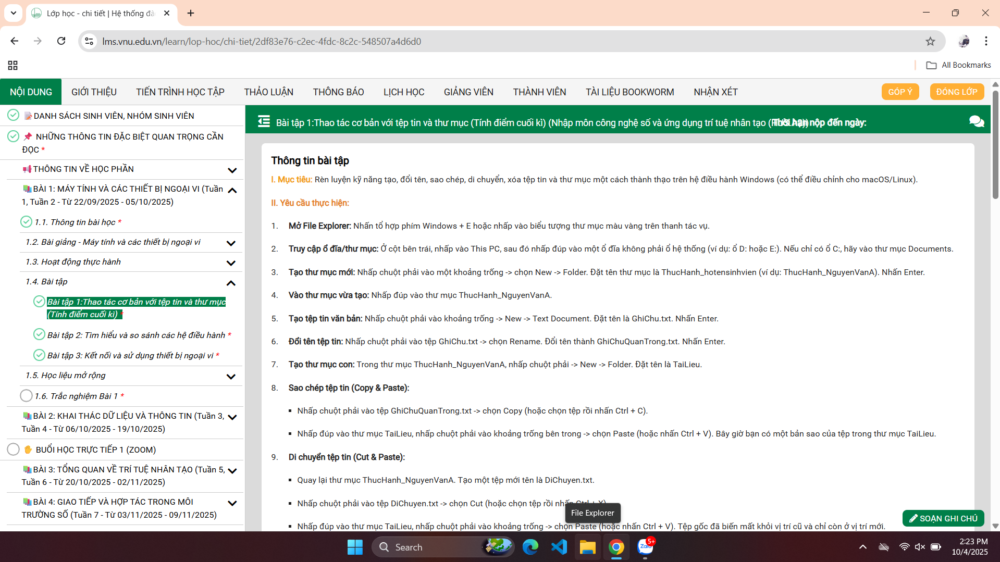 Lớp học - chi tiết | Hệ thống đà
lms.vnu.edu.vn/learn/lop-hoc/chi-tiet/2df83e76-c2ec-4fdc-8c2c-548507a4d6d0
All Bookmarks
NỘI DUNG GIỚI THIỆU TIẾN TRÌNH HỌC TẬP THẢO LUẬN THÔNG BÁO LỊCH HỌC GIẢNG VIÊN THÀNH VIÊN TÀI LIỆU BOOKWORM NHẬN XÉT GÓP Ý ĐÓNG LỚP
DANH SÁCH SINH VIÊN, NHÓM SINH VIÊN
NHỮNG THÔNG TIN ĐẶC BIỆT QUAN TRỌNG CẦN
ĐỌC *
THÔNG TIN VỀ HỌC PHẦN
BÀI 1: MÁY TÍNH VÀ CÁC THIẾT BỊ NGOẠI VI (Tuần
1, Tuần 2 - Từ 22/09/2025 - 05/10/2025)
1.1. Thông tin bài học *
1.2. Bài giảng - Máy tính và các thiết bị ngoại vi
1.3. Hoạt động thực hành
1.4. Bài tập
Bài tập 1:Thao tác cơ bản với tệp tin và thư mục
(Tính điểm cuối kì) *
Bài tập 2: Tìm hiểu và so sánh các hệ điều hành *
Bài tập 3: Kết nối và sử dụng thiết bị ngoại vi *
1.5. Học liệu mở rộng
1.6. Trắc nghiệm Bài 1 *
BÀI 2: KHAI THÁC DỮ LIỆU VÀ THÔNG TIN (Tuần 3,
Tuần 4 - Từ 06/10/2025 - 19/10/2025)
BUỔI HỌC TRỰC TIẾP 1 (ZOOM)
BÀI 3: TỔNG QUAN VỀ TRÍ TUỆ NHÂN TẠO (Tuần 5,
Tuần 6 - Từ 20/10/2025 - 02/11/2025)
BÀI 4: GIAO TIẾP VÀ HỢP TÁC TRONG MÔI
TRƯỜNG SỐ (Tuần 7 - Từ 03/11/2025 - 09/11/2025)
Bài tập 1:Thao tác cơ bản với tệp tin và thư mục (Tính điểm cuối kì) (Nhập môn công nghệ số và ứng dụng trí tuệ nhân tạo nộp đến ngày:
Thông tin bài tập
I. Mục tiêu: Rèn luyện kỹ năng tạo, đổi tên, sao chép, di chuyển, xóa tệp tin và thư mục một cách thành thạo trên hệ điều hành Windows (có thể điều chỉnh cho macOS/Linux).
II. Yêu cầu thực hiện:
1. Mở File Explorer: Nhấn tổ hợp phím Windows + E hoặc nhấp vào biểu tượng thư mục màu vàng trên thanh tác vụ.
2. Truy cập ổ đĩa/thư mục: Ở cột bên trái, nhấp vào This PC, sau đó nhấp đúp vào một ổ đĩa không phải ổ hệ thống (ví dụ: ổ D: hoặc E:). Nếu chỉ có ổ C:, hãy vào thư mục Documents.
3. Tạo thư mục mới: Nhấp chuột phải vào một khoảng trống -> chọn New -> Folder. Đặt tên thư mục là ThucHanh_hotensinhvien (ví dụ: ThucHanh_NguyenVanA). Nhấn Enter.
4. Vào thư mục vừa tạo: Nhấp đúp vào thư mục ThucHanh_NguyenVanA.
5. Tạo tệp tin văn bản: Nhấp chuột phải vào khoảng trống -> New -> Text Document. Đặt tên là GhiChu.txt. Nhấn Enter.
6. Đổi tên tệp tin: Nhấp chuột phải vào tệp GhiChu.txt -> chọn Rename. Đổi tên thành GhiChuQuanTrong.txt. Nhấn Enter.
7. Tạo thư mục con: Trong thư mục ThucHanh_NguyenVanA, nhấp chuột phải -> New -> Folder. Đặt tên là TaiLieu.
8. Sao chép tệp tin (Copy & Paste):
▪ Nhấp chuột phải vào tệp GhiChuQuanTrong.txt -> chọn Copy (hoặc chọn tệp rồi nhấn Ctrl + C).
▪ Nhấp đúp vào thư mục TaiLieu, nhấp chuột phải vào khoảng trống bên trong -> chọn Paste (hoặc nhấn Ctrl + V). Bây giờ bạn có một bản sao của tệp trong thư mục TaiLieu.
9. Di chuyển tệp tin (Cut & Paste):
▪ Quay lại thư mục ThucHanh_NguyenVanA. Tạo một tệp mới tên là DiChuyen.txt.
▪ Nhấp chuột phải vào tệp DiChuyen.txt -> chọn Cut (hoặc chọn tệp rồi nhấn Ctrl + X).
▪ Nhấp đúp vào thư mục TaiLieu, nhấp chuột phải vào khoảng trống -> chọn Paste (hoặc nhấn Ctrl + V). Tệp gốc đã biến mất khỏi vị trí cũ và chỉ còn ở vị trí mới.
File Explorer
SOẠN GHI CHÚ
Search
Zalo
5+
2:23 PM
10/4/2025